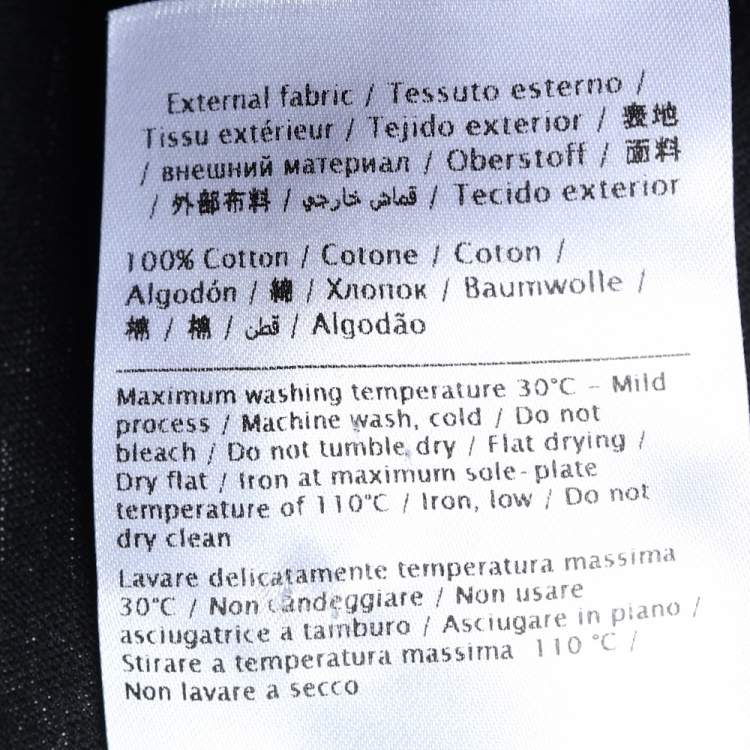 External fabric / Tessuto esterno /
Tissu extérieur / Tejido exterior / 表地
/ внешний материал / Oberstoff / 面料
/ 外部布料 / قماش خارجي / Tecido exterior
100% Cotton / Cotone / Coton /
Algodón / 綿 / Хлопок / Baumwolle /
棉 / 棉 / قطن / Algodão
Maximum washing temperature 30°C - Mild
process / Machine wash, cold / Do not
bleach / Do not tumble dry / Flat drying /
Dry flat / Iron at maximum sole-plate
temperature of 110°C / Iron, low / Do not
dry clean
Lavare delicatamente temperatura massima
30°C / Non candeggiare / Non usare
asciugatrice a tamburo / Asciugare in piano /
Stirare a temperatura massima 110 °C /
Non lavare a secco